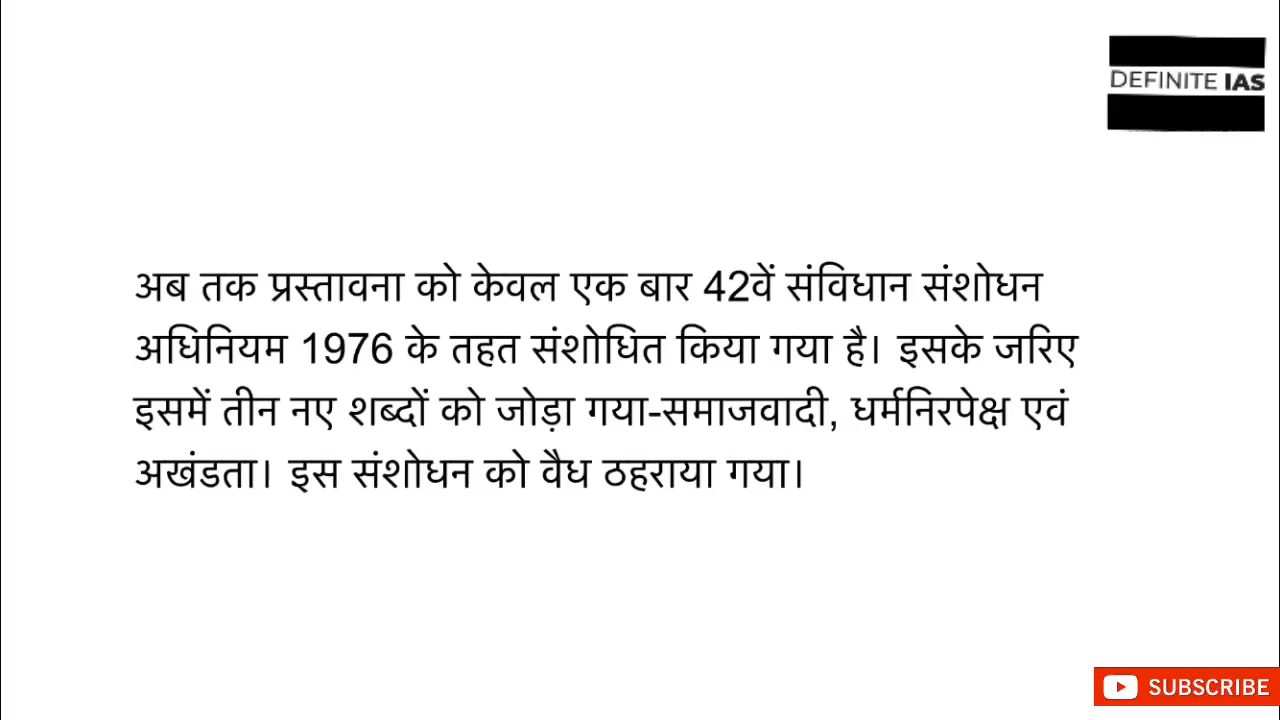 DEFINITE IAS
अब तक प्रस्तावना को केवल एक बार 42वें संविधान संशोधन
अधिनियम 1976 के तहत संशोधित किया गया है। इसके जरिए
इसमें तीन नए शब्दों को जोड़ा गया-समाजवादी, धर्मनिरपेक्ष एवं
अखंडता। इस संशोधन को वैध ठहराया गया।
SUBSCRIBE